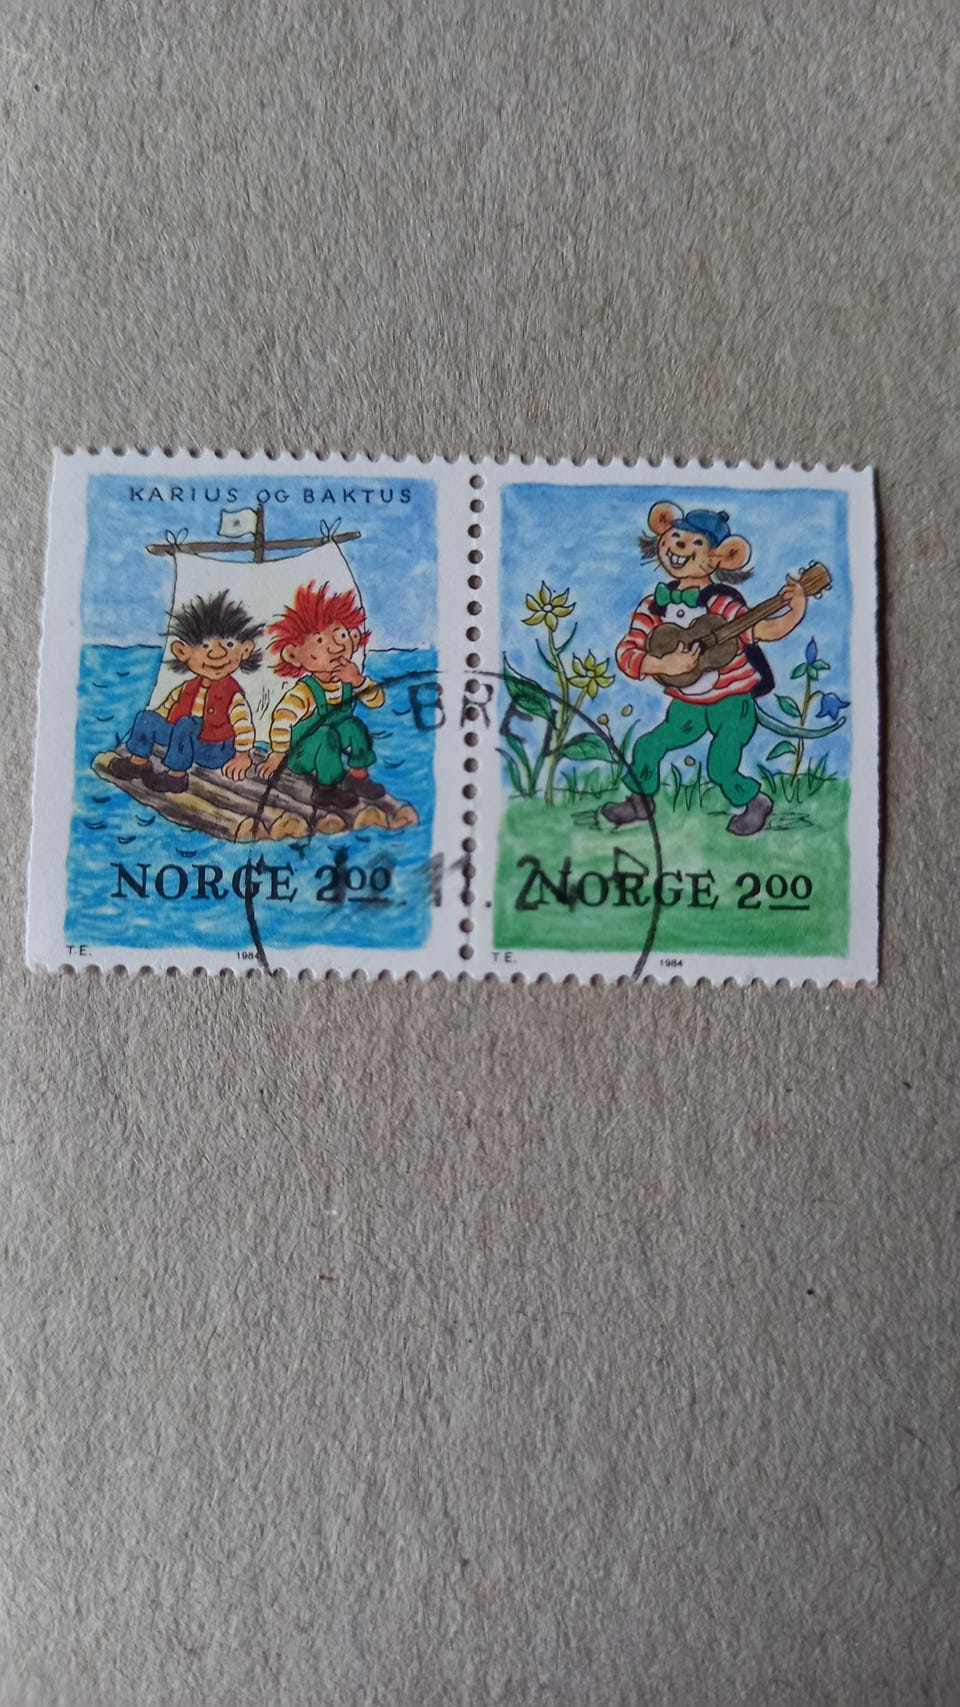 KARIUS OG BAKTUS
NORGE 2.00
T.E. 1984
NORGE 2.00
T.E. 1984